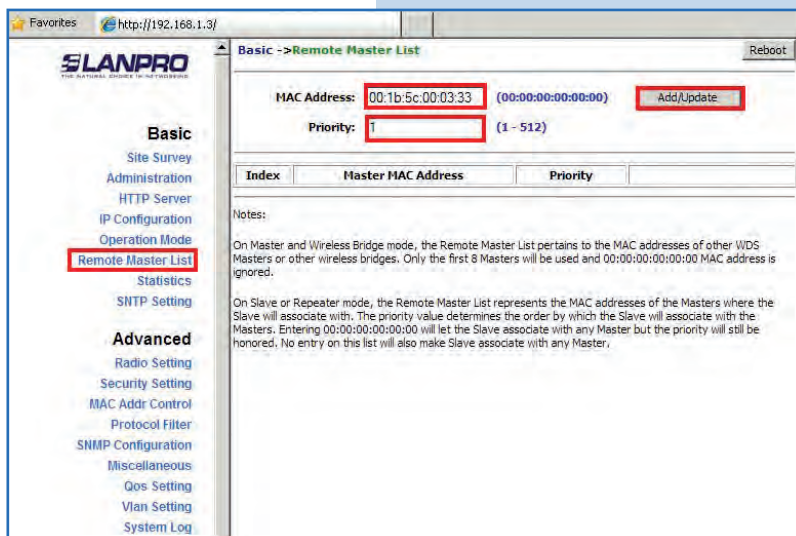 Favorites
http://192.168.1.3/
LANPRO
THE NATURAL CHOICE IN NETWORKING
Basic
Site Survey
Administration
HTTP Server
IP Configuration
Operation Mode
Remote Master List
Statistics
SNTP Setting
Advanced
Radio Setting
Security Setting
MAC Addr Control
Protocol Filter
SNMP Configuration
Miscellaneous
Qos Setting
Vlan Setting
System Log
Basic ->Remote Master List
Reboot
MAC Address: 00:1b:5c:00:03:33 (00:00:00:00:00:00) Add/Update
Priority: 1 (1 - 512)
Index Master MAC Address Priority
Notes:
On Master and Wireless Bridge mode, the Remote Master List pertains to the MAC addresses of other WDS
Masters or other wireless bridges. Only the first 8 Masters will be used and 00:00:00:00:00:00 MAC address is
ignored.
On Slave or Repeater mode, the Remote Master List represents the MAC addresses of the Masters where the
Slave will associate with. The priority value determines the order by which the Slave will associate with the
Masters. Entering 00:00:00:00:00:00 will let the Slave associate with any Master but the priority will still be
honored. No entry on this list will also make Slave associate with any Master.